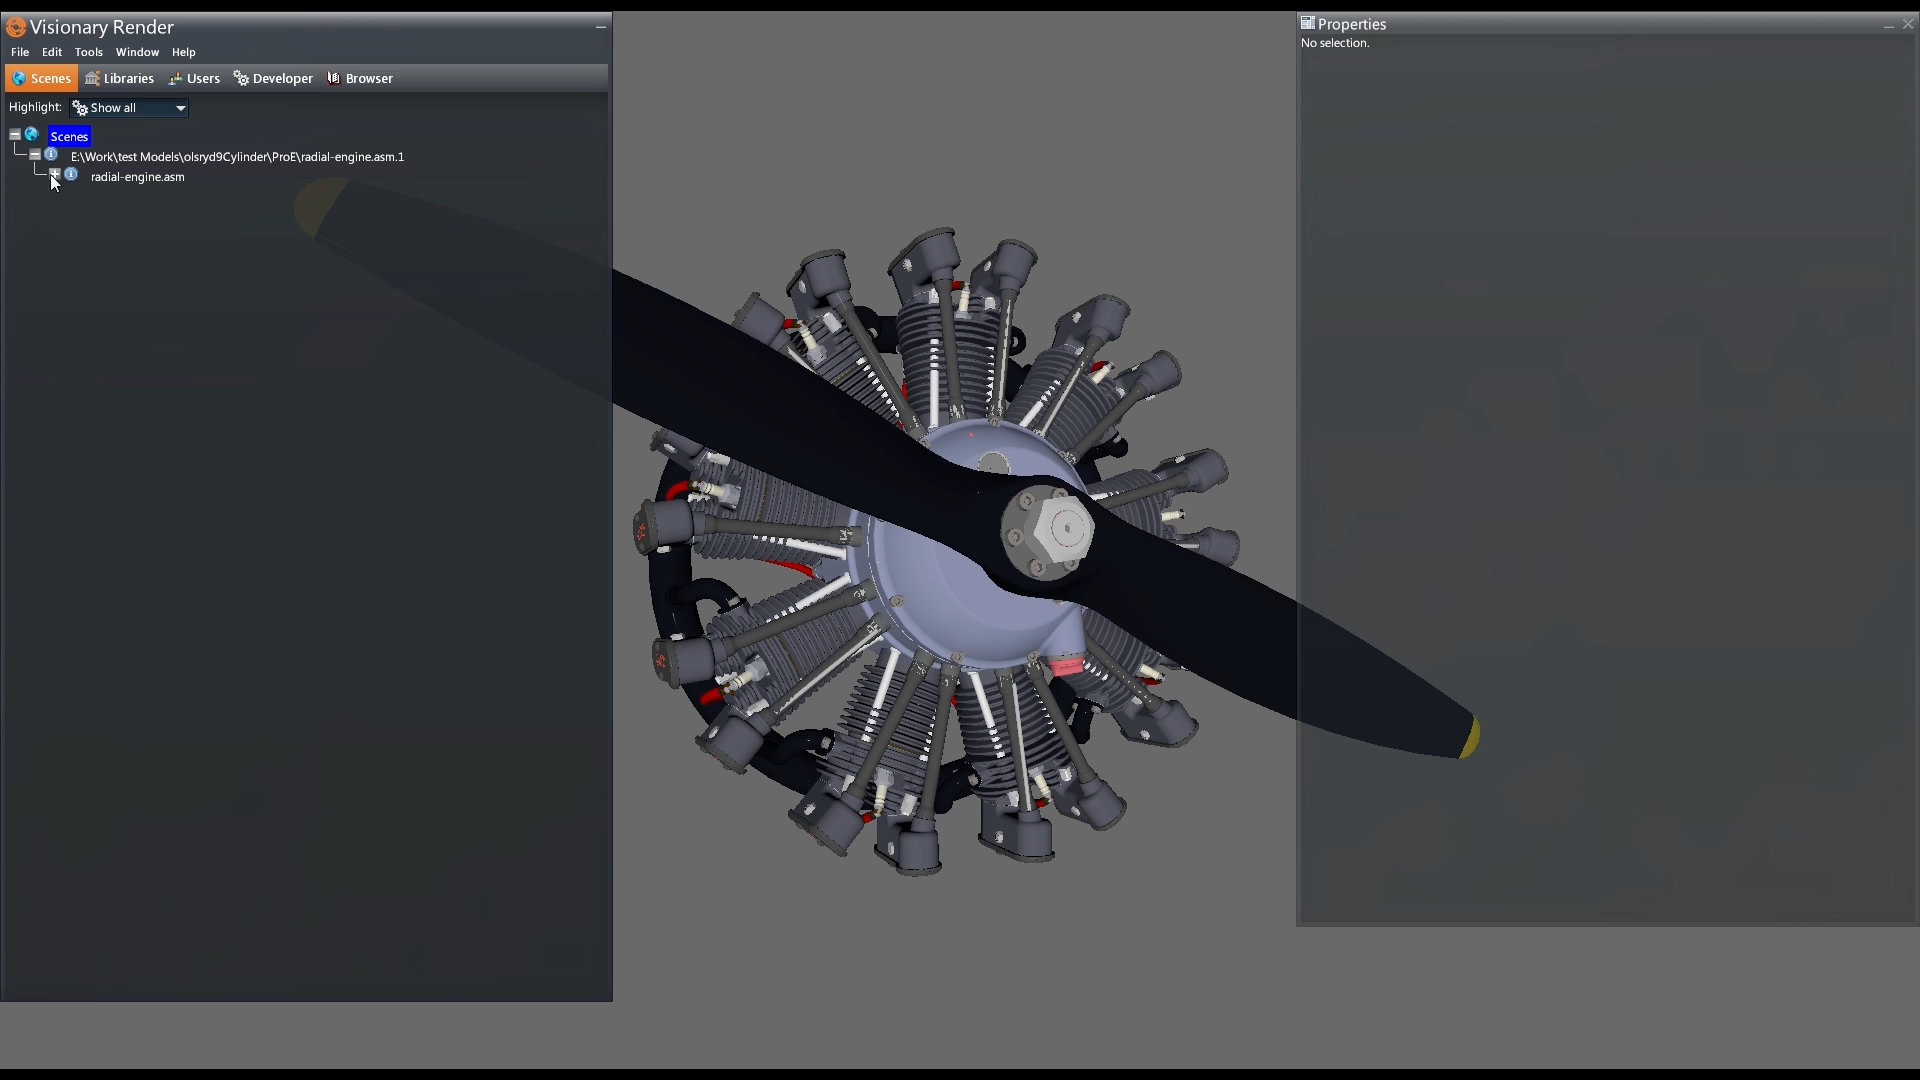 Visionary Render
File Edit Tools Window Help
Scenes Libraries Users Developer Browser
Highlight: Show all
Scenes
E:\Work\test Models\olsryd9Cylinder\ProE\radial-engine.asm.1
radial-engine.asm
Properties
No selection.